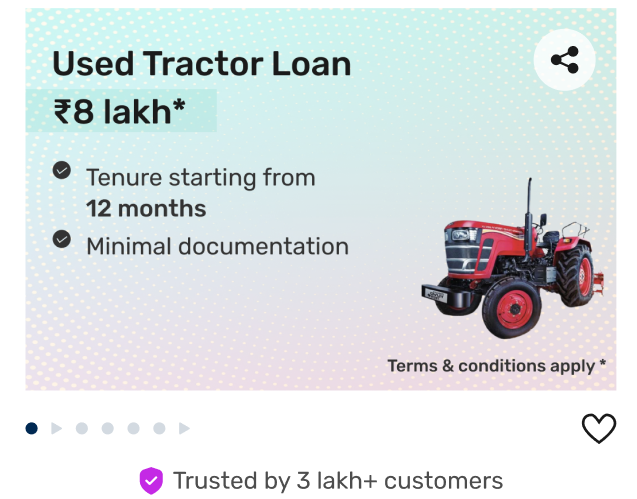 Used Tractor Loan
₹8 lakh*
Tenure starting from
12 months
Minimal documentation
Terms & conditions apply *
Trusted by 3 lakh+ customers